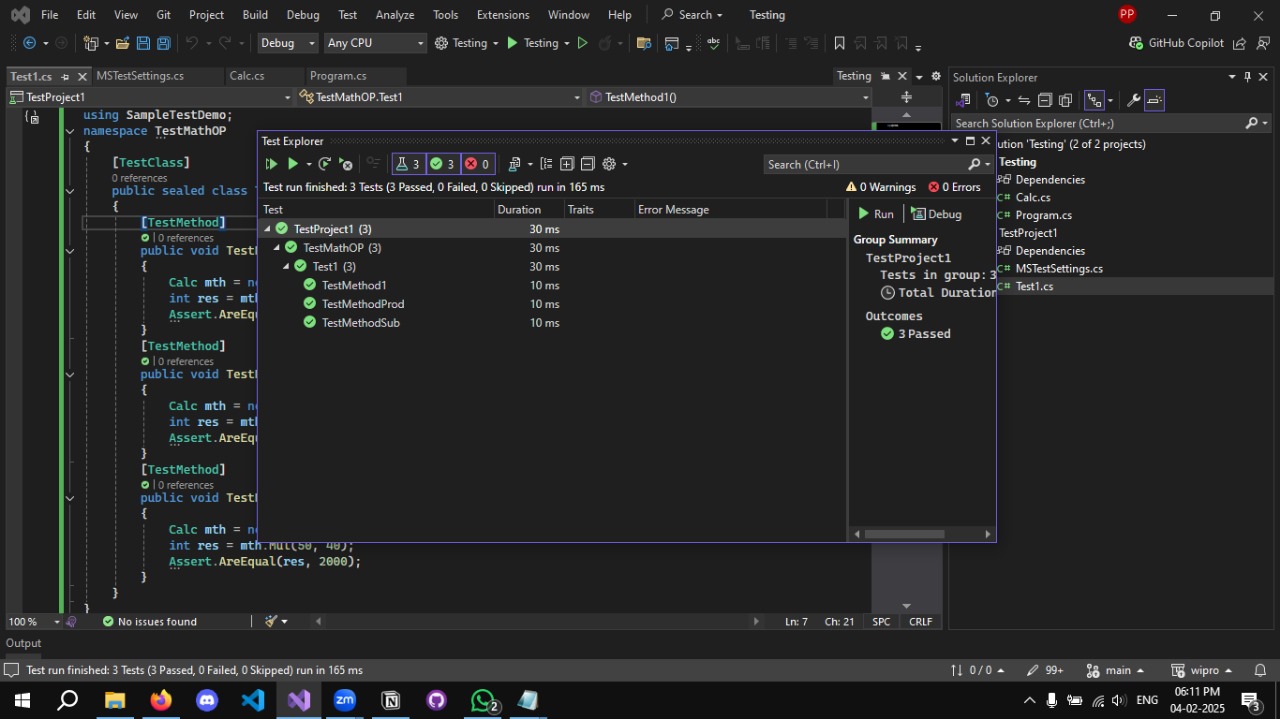 File Edit View Git Project Build Debug Test Analyze Tools Extensions Window Help Search Testing PP
Debug Any CPU Testing Testing GitHub Copilot
Test1.cs MSTestSettings.cs Calc.cs Program.cs Testing
TestProject1 TestMathOP.Test1 TestMethod1()
using SampleTestDemo;
namespace TestMathOP
{
[TestClass]
0 references
public sealed class
{
[TestMethod]
0 references
public void
{
Calc mth =
int res =
}
[TestMethod]
0 references
public void
{
Calc mth =
int res =
}
[TestMethod]
0 references
public void
{
Calc mth =
int res = mth.Mul(50, 40);
Assert.AreEqual(res, 2000);
}
}
}
Test Explorer
3 3 0
Search (Ctrl+I)
Test run finished: 3 Tests (3 Passed, 0 Failed, 0 Skipped) run in 165 ms
0 Warnings 0 Errors
Test Duration Traits Error Message
TestProject1 (3) 30 ms
TestMathOP (3) 30 ms
Test1 (3) 30 ms
TestMethod1 10 ms
TestMethodProd 10 ms
TestMethodSub 10 ms
Run Debug
Group Summary
TestProject1
Tests in group: 3
Total
Outcomes
3 Passed
Solution Explorer
Search Solution Explorer (Ctrl+;)
'Testing' (2 of 2 projects)
Testing
Dependencies
C# Calc.cs
C# Program.cs
TestProject1
Dependencies
C# MSTestSettings.cs
C# Test1.cs
100 % No issues found Ln: 7 Ch: 21 SPC CRLF
Output
Test run finished: 3 Tests (3 Passed, 0 Failed, 0 Skipped) run in 165 ms 0 / 0 99+ main wipro
zm 2 ENG 06:11 PM
04-02-2025 3